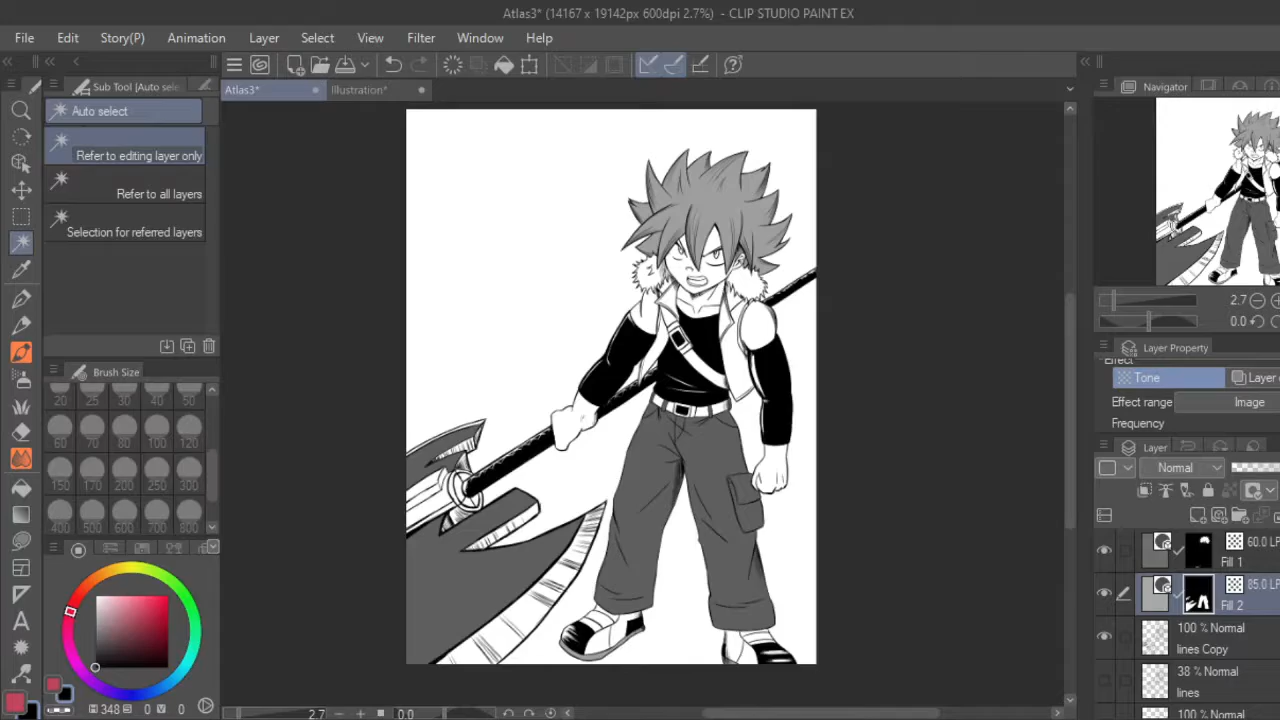 Atlas3* (14167 x 19142px 600dpi 2.7%) - CLIP STUDIO PAINT EX
File Edit Story(P) Animation Layer Select View Filter Window Help
Sub Tool [Auto sele
Auto select
Refer to editing layer only
Refer to all layers
Selection for referred layers
Brush Size
20 25 30 40 50
60 70 80 100 120
150 170 200 250 300
400 500 600 700 800
H 348 S 0 V 0
Atlas3* Illustration*
2.7 0.0
Navigator
2.7
0.0
Layer Property
Effect
Tone Layer
Effect range Image
Frequency
Layer
Normal
60.0 LP
Fill 1
85.0 LP
Fill 2
100 % Normal
lines Copy
38 % Normal
lines
100 % Normal